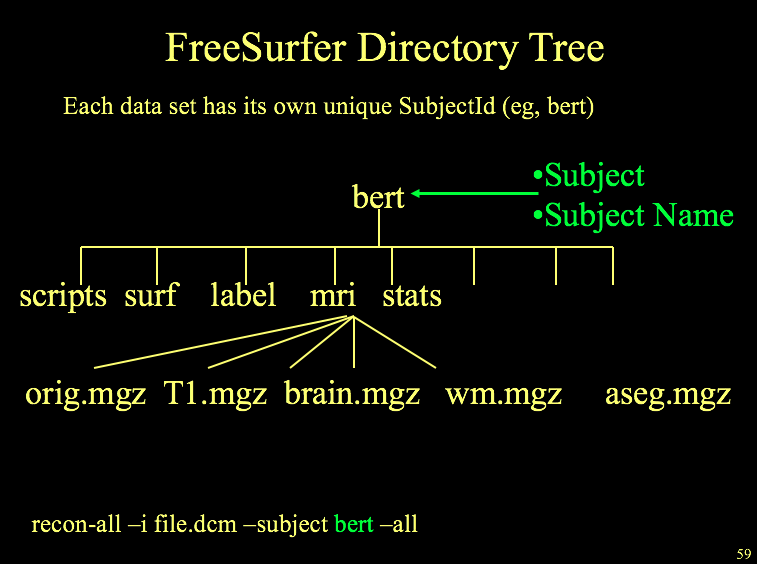 FreeSurfer Directory Tree
Each data set has its own unique SubjectId (eg, bert)
•Subject
bert
•Subject Name
scripts surf label mri stats
orig.mgz T1.mgz brain.mgz wm.mgz aseg.mgz
recon-all –i file.dcm –subject bert –all
59